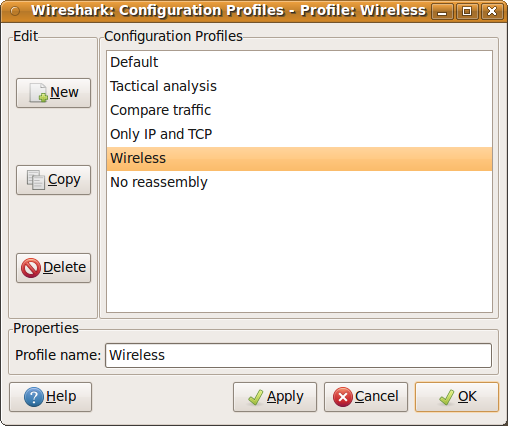 Wireshark: Configuration Profiles - Profile: Wireless
Edit
Configuration Profiles
New
Copy
Delete
Default
Tactical analysis
Compare traffic
Only IP and TCP
Wireless
No reassembly
Properties
Profile name: Wireless
Help
Apply
Cancel
OK